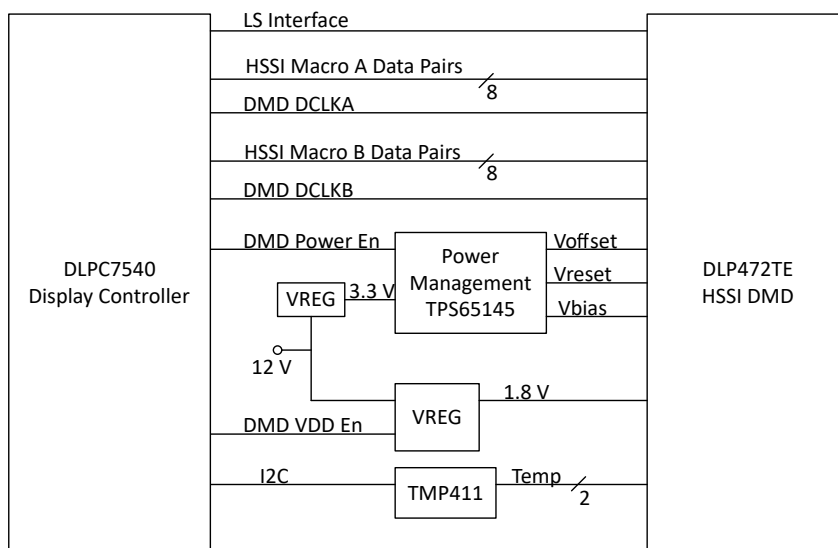 LS Interface
HSSI Macro A Data Pairs
8
DMD DCLKA
HSSI Macro B Data Pairs
8
DMD DCLKB
DMD Power En
Power
Management
TPS65145
Voffset
Vreset
Vbias
DLPC7540
Display Controller
DLP472TE
HSSI DMD
VREG
3.3 V
12 V
VREG
1.8 V
DMD VDD En
I2C
TMP411
Temp
2